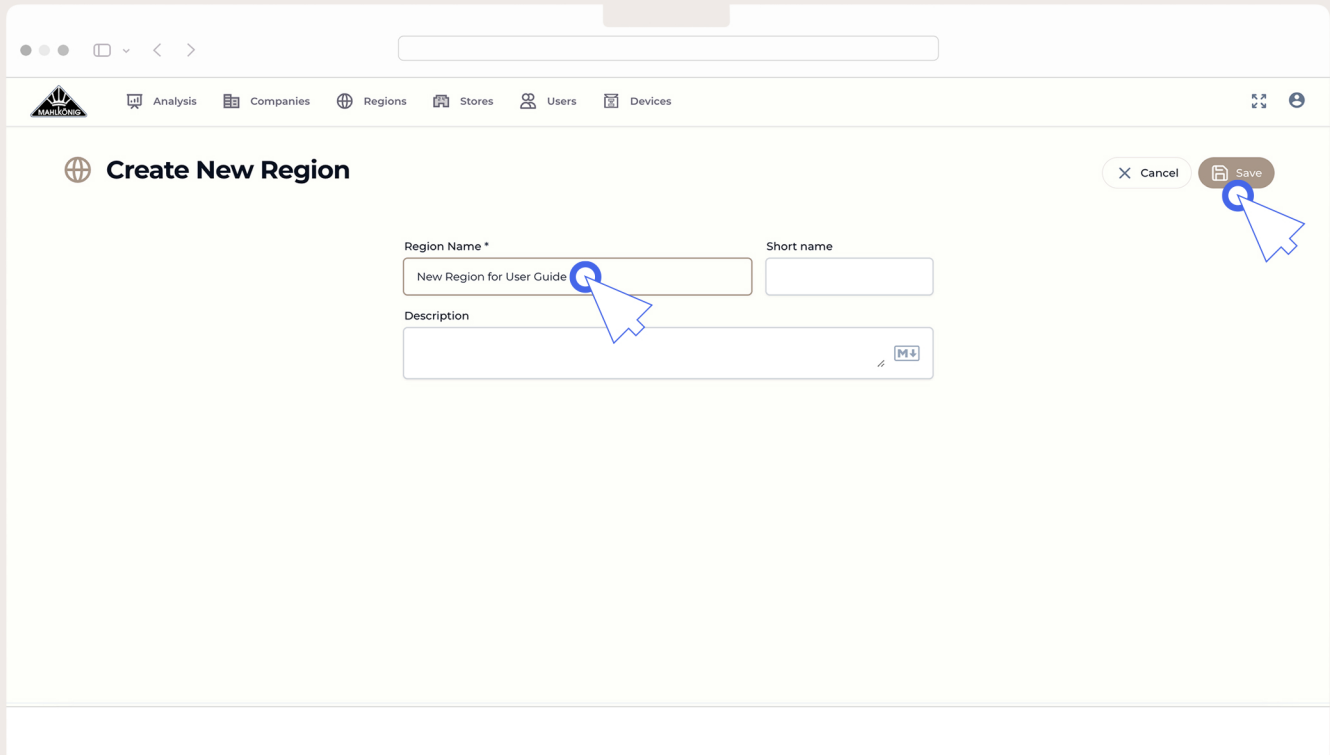 MAHLKÖNIG
Analysis
Companies
Regions
Stores
Users
Devices
Create New Region
Cancel
Save
Region Name *
Short name
New Region for User Guide
Description
M